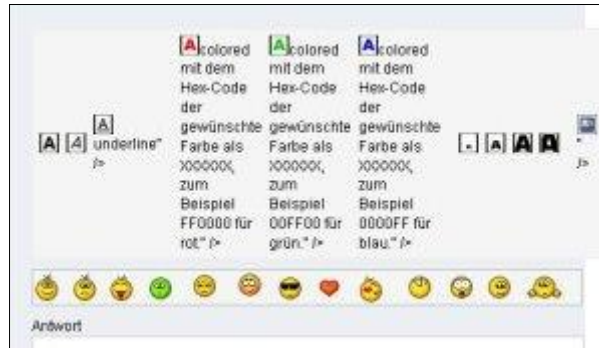 A colored mit dem Hex-Code der gewünschte Farbe als XXXXXX, zum Beispiel FF0000 für rot." />
A colored mit dem Hex-Code der gewünschte Farbe als XXXXXX, zum Beispiel 00FF00 für grün." />
A colored mit dem Hex-Code der gewünschte Farbe als XXXXXX, zum Beispiel 0000FF für blau." />
A A A underline" />
. A A A
" />
Antwort